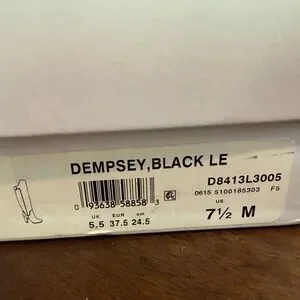 DEMPSEY,BLACK LE
D8413L3005
0615 5100185303 F5
0 93638 58858 3
UK EUR cm
5.5 37.5 24.5
US
7½ M